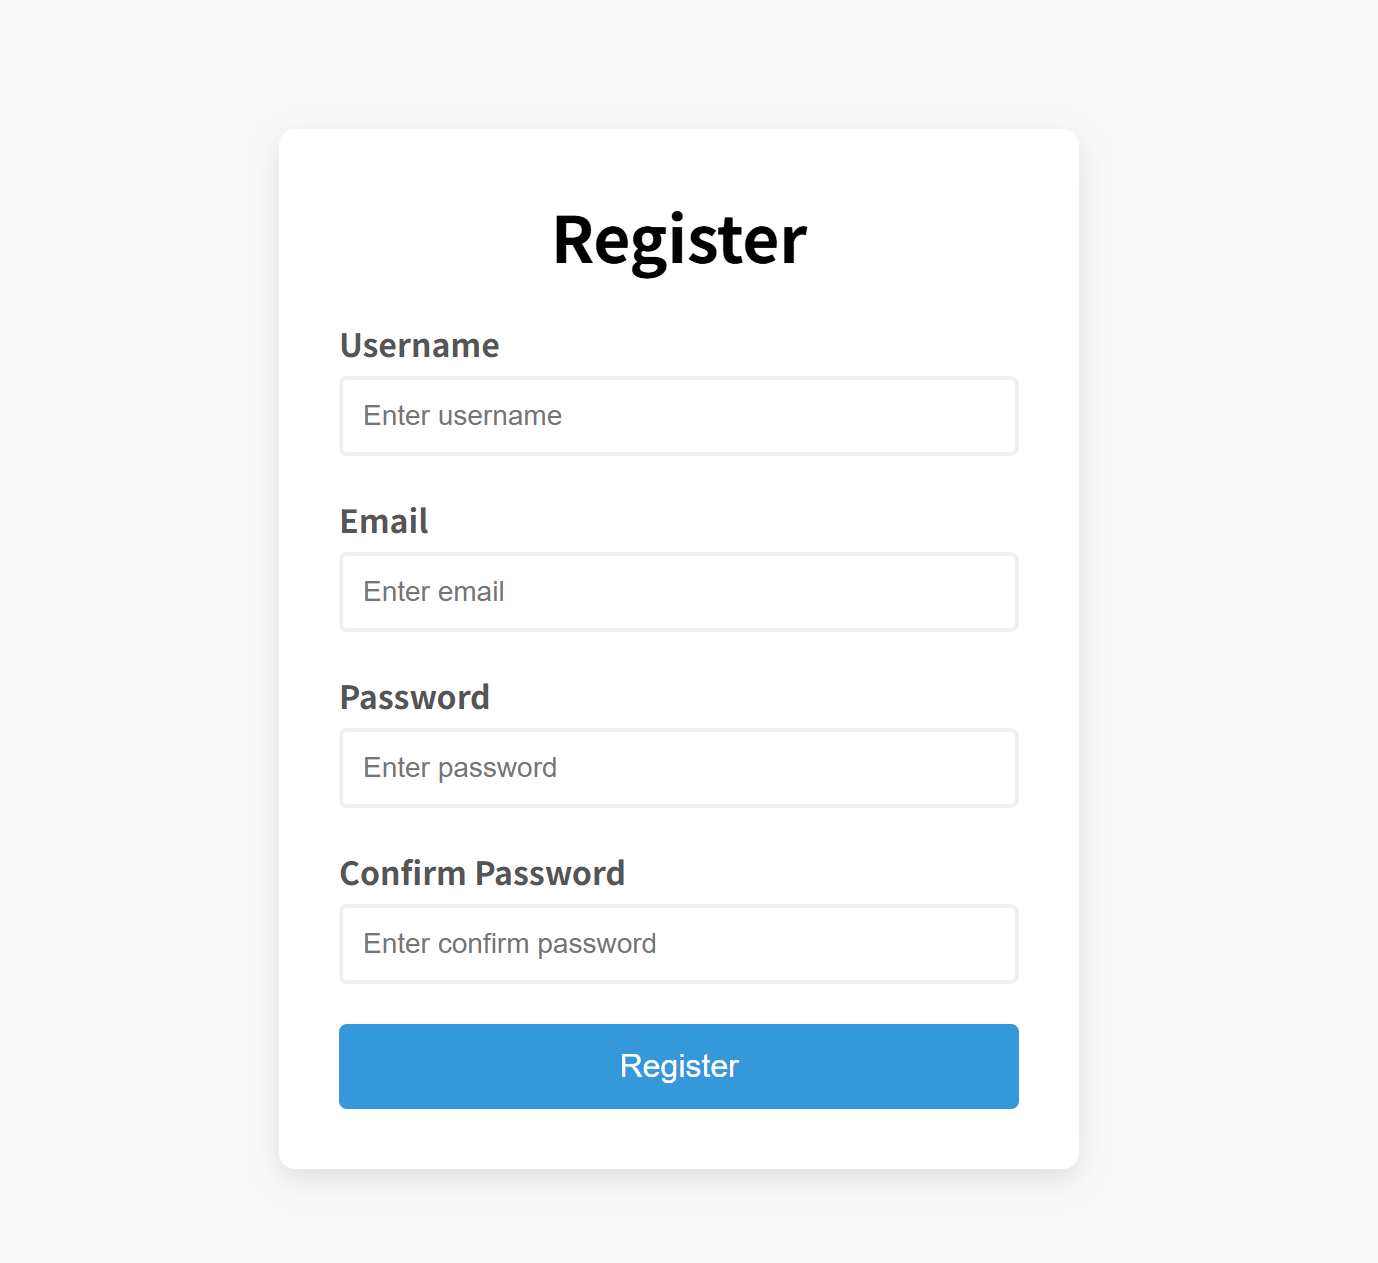 Register
Username
Enter username
Email
Enter email
Password
Enter password
Confirm Password
Enter confirm password
Register